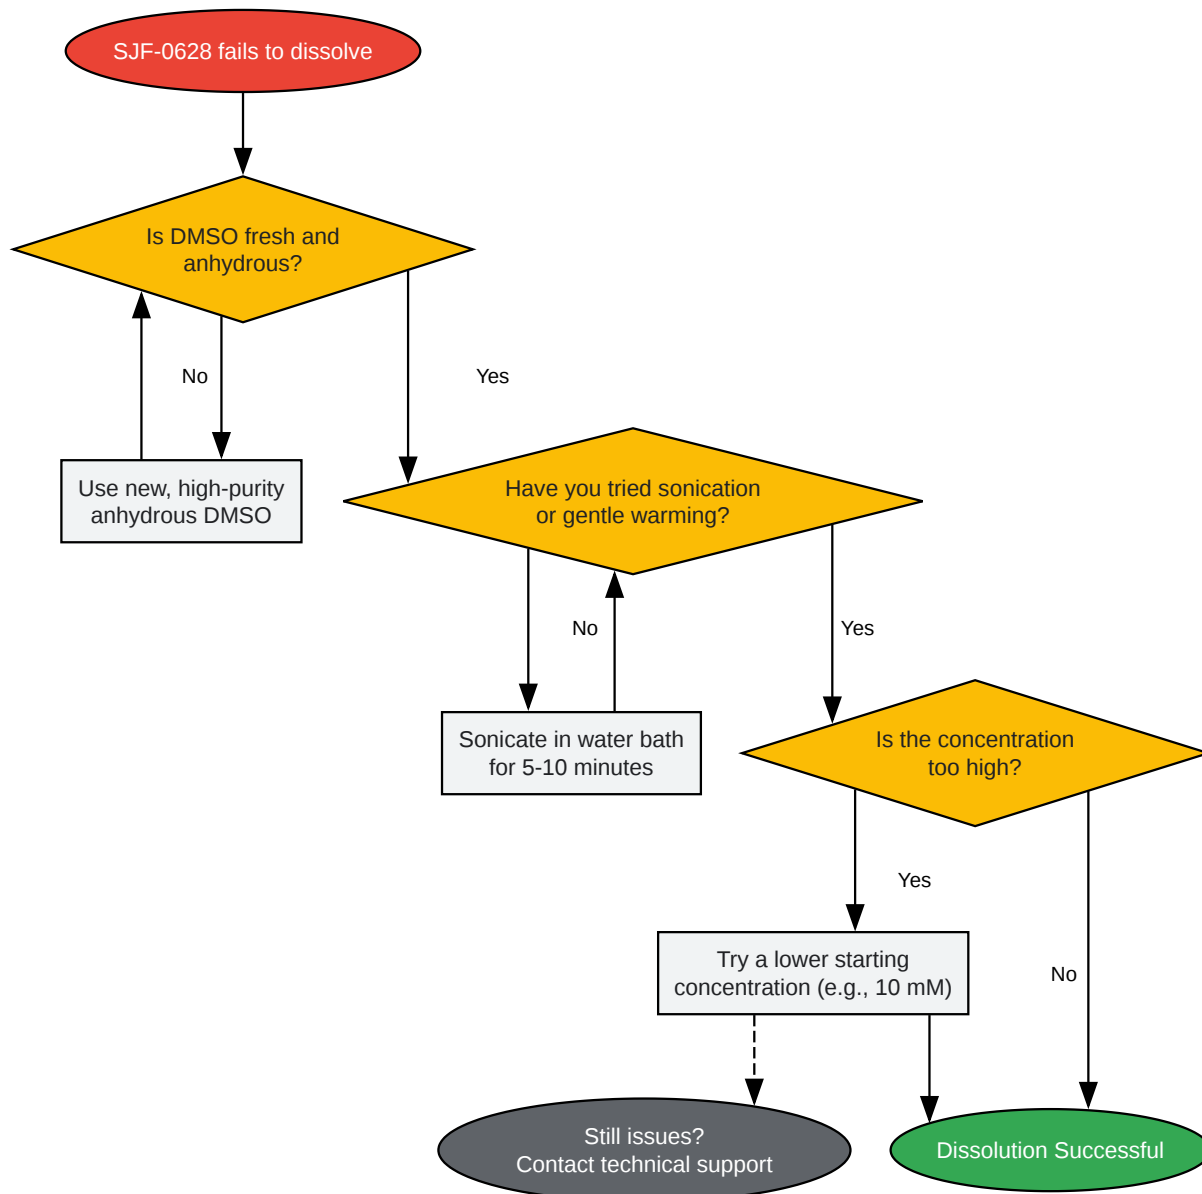 SJF-0628 fails to dissolve
Is DMSO fresh and
anhydrous?
No
Yes
Use new, high-purity
anhydrous DMSO
Have you tried sonication
or gentle warming?
No
Yes
Sonicate in water bath
for 5-10 minutes
Is the concentration
too high?
Yes
No
Try a lower starting
concentration (e.g., 10 mM)
Still issues?
Contact technical support
Dissolution Successful